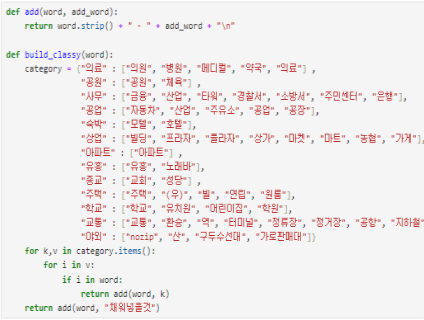 def add(word, add_word):
    return word.strip() + " - " + add_word + "\n"
def build_classy(word):
    category = {"의료" : ["의원", "병원", "메디컬", "약국", "의료"] ,
                "공원" : ["공원", "체육"] ,
                "사무" : ["금융", "산업", "타워", "경찰서", "소방서", "주민센터", "은행"],
                "공업" : ["자동차", "산업", "주유소", "공업", "공장"],
                "숙박" : ["모텔", "호텔"],
                "상업" : ["빌딩", "프라자", "플라자", "상가", "마켓", "마트", "농협", "가게"],
                "아파트" : ["아파트"] ,
                "유흥" : ["유흥", "노래바"],
                "종교" : ["교회", "성당"] ,
                "주택" : ["주택", "(우)", "빌", "연립", "원룸"],
                "학교" : ["학교", "유치원", "어린이집", "학원"],
                "교통" : ["교통", "환승", "역", "터미널", "정류장", "정거장", "공항", "지하철"
                "야외" : ["nozip", "산", "구두수선대", "가로판매대"]}
    for k,v in category.items():
        for i in v:
            if i in word:
                return add(word, k)
    return add(word, "채워넣을것")